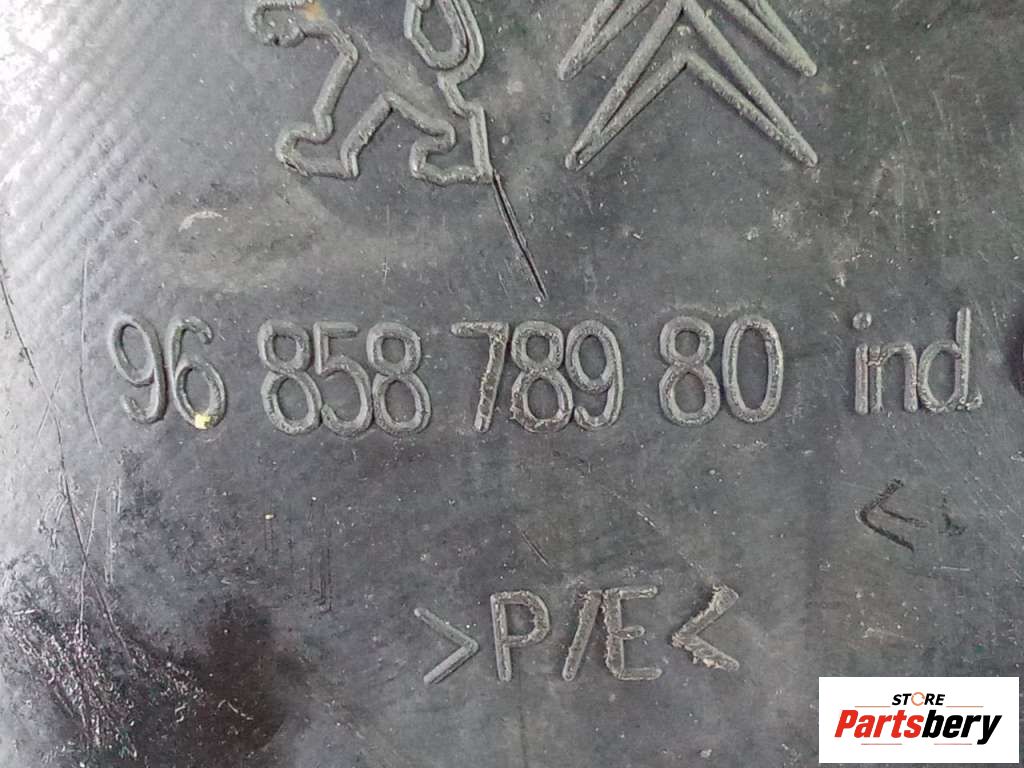 96 858 789 80 ind.
>P/E<
STORE
Partsbery